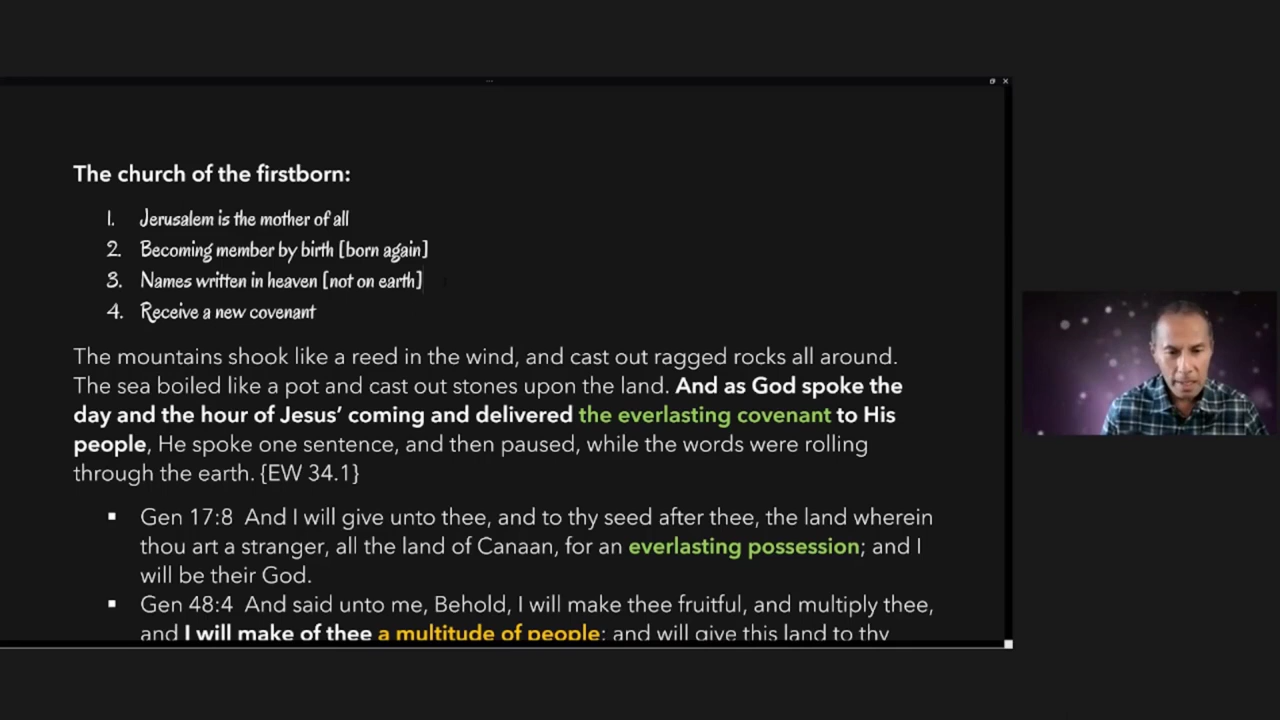 The church of the firstborn:
1. Jerusalem is the mother of all
2. Becoming member by birth [born again]
3. Names written in heaven [not on earth]
4. Receive a new covenant
The mountains shook like a reed in the wind, and cast out ragged rocks all around.
The sea boiled like a pot and cast out stones upon the land. And as God spoke the
day and the hour of Jesus’ coming and delivered the everlasting covenant to His
people, He spoke one sentence, and then paused, while the words were rolling
through the earth. {EW 34.1}
▪ Gen 17:8 And I will give unto thee, and to thy seed after thee, the land wherein
thou art a stranger, all the land of Canaan, for an everlasting possession; and I
will be their God.
▪ Gen 48:4 And said unto me, Behold, I will make thee fruitful, and multiply thee,
and I will make of thee a multitude of people; and will give this land to thy